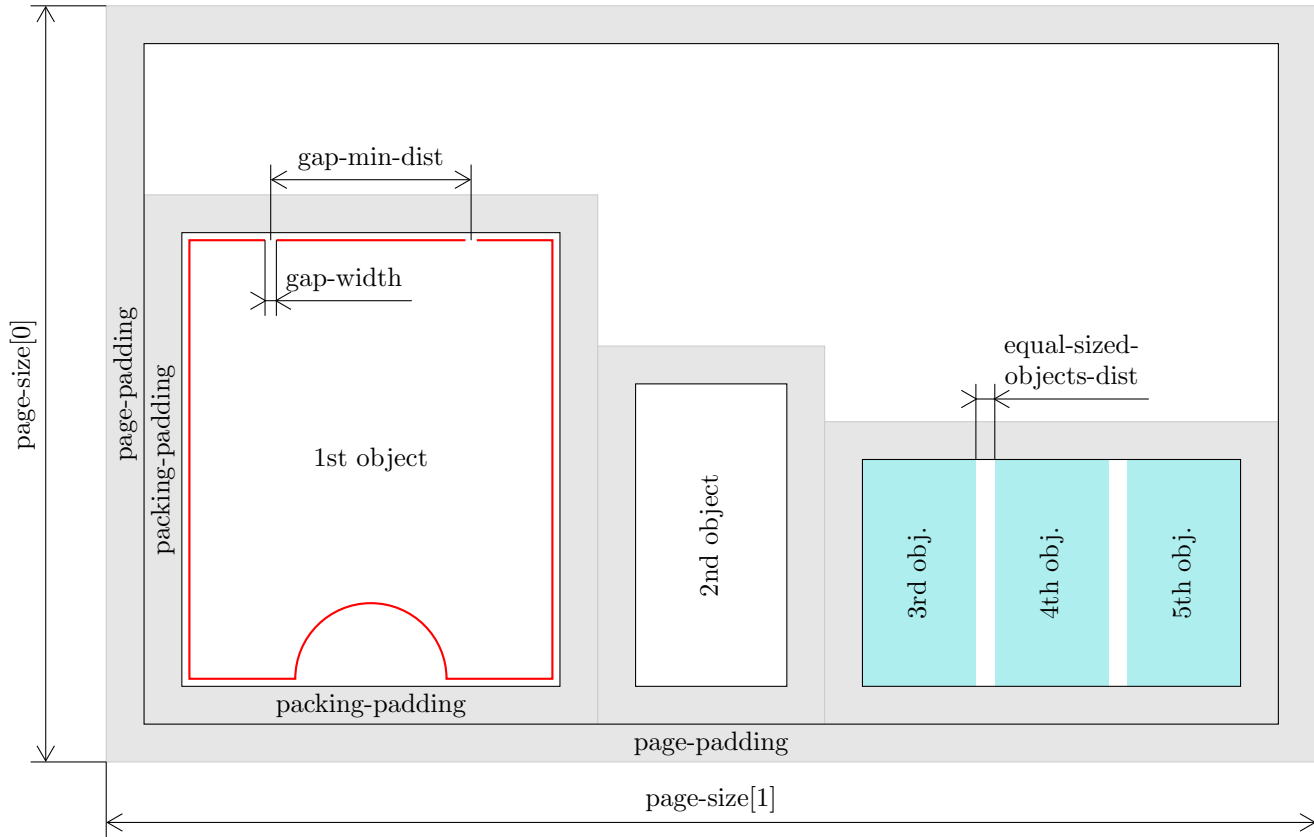 gap-min-dist
gap-width
page-size[0]
page-padding
packing-padding
equal-sized-
objects-dist
1st object
2nd object
3rd obj.
4th obj.
5th obj.
packing-padding
page-padding
page-size[1]